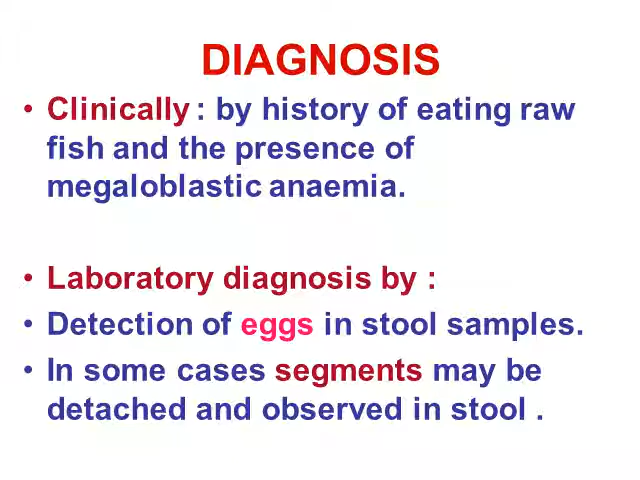 DIAGNOSIS
• Clinically : by history of eating raw
fish and the presence of
megaloblastic anaemia.
• Laboratory diagnosis by :
• Detection of eggs in stool samples.
• In some cases segments may be
detached and observed in stool .